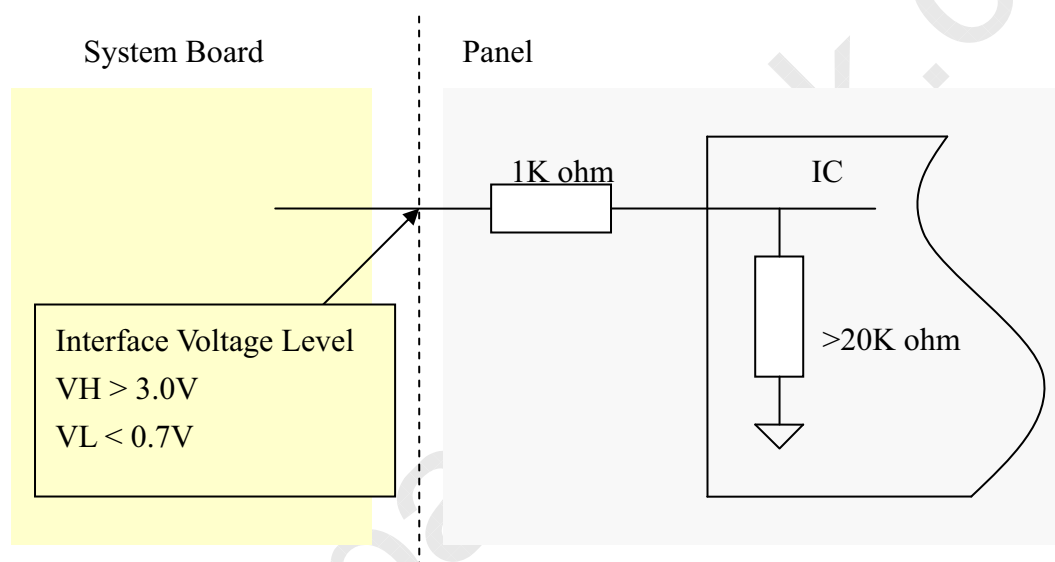 System Board
Panel
1K ohm
IC
Interface Voltage Level
VH > 3.0V
VL < 0.7V
>20K ohm